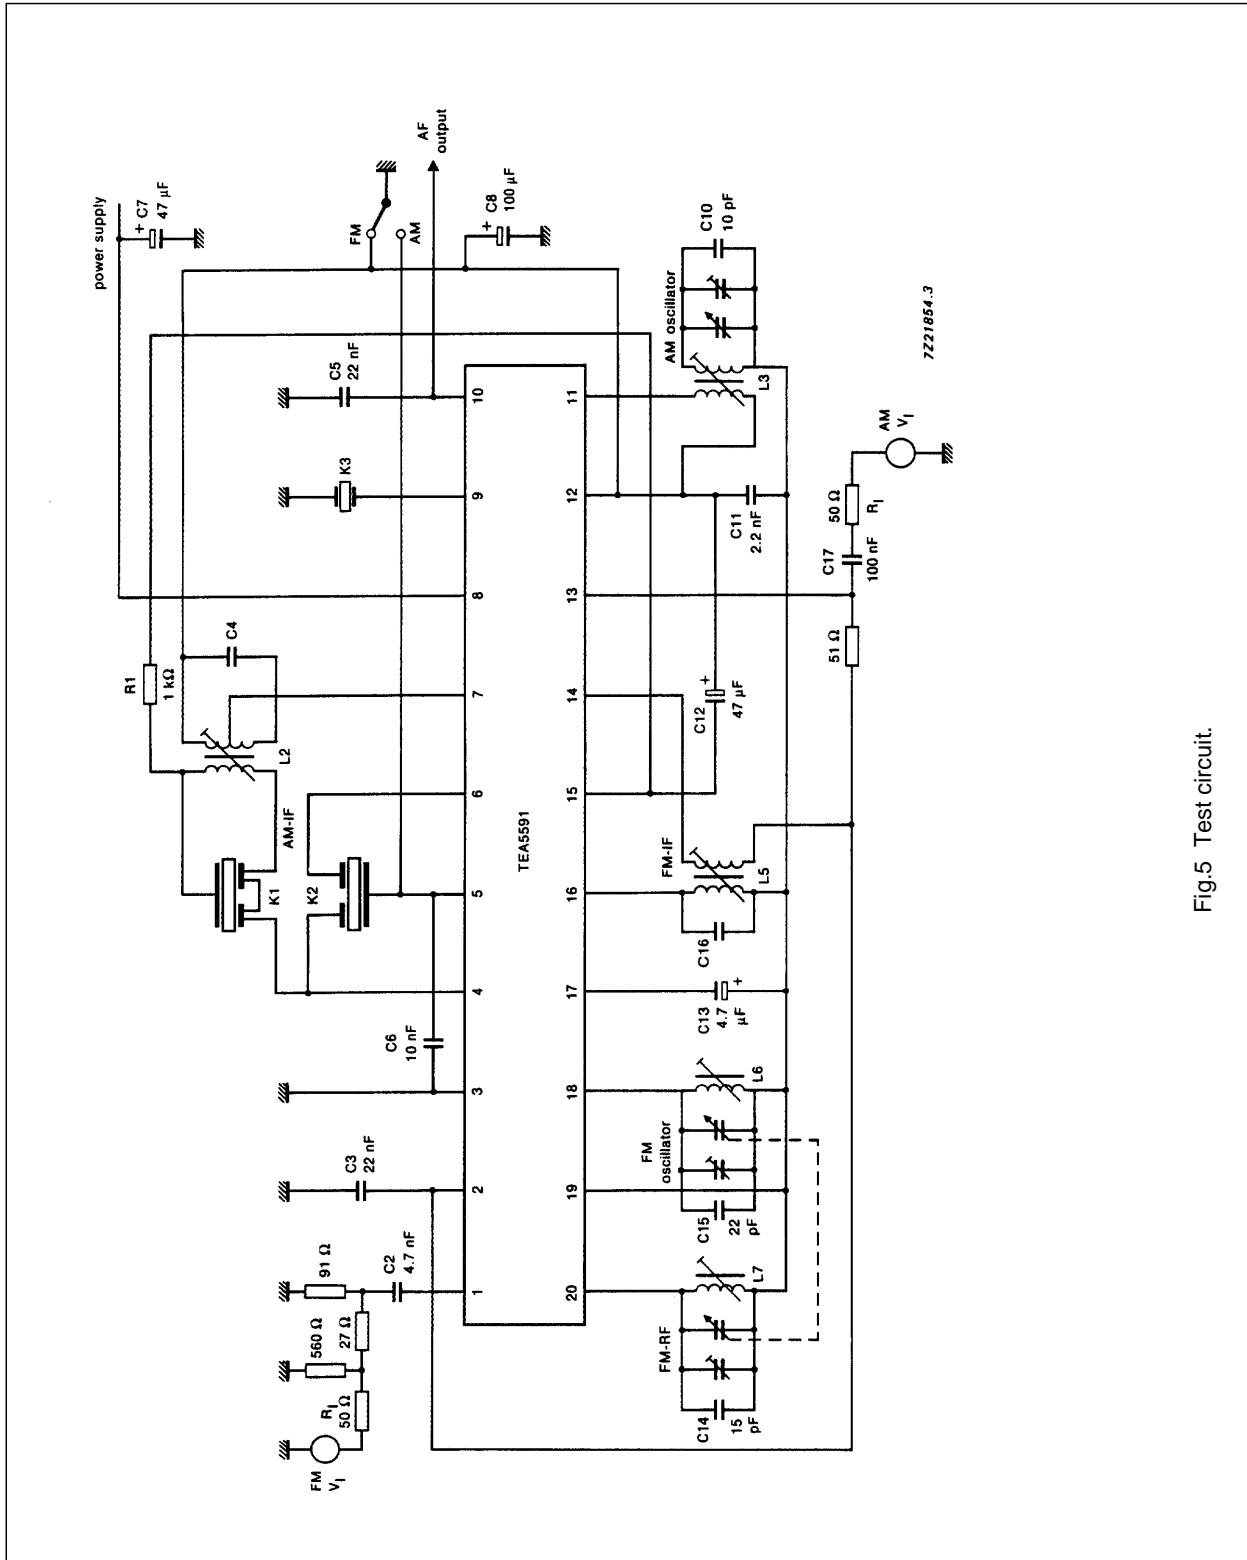 power supply
+ C7
47 µF
AF
output
FM
AM
+ C8
100 µF
C10
10 pF
AM oscillator
R1
1 kΩ
C4
L2
AM-IF
K1
K2
K3
C5
22 nF
C6
10 nF
C3
22 nF
91 Ω
C2
4.7 nF
560 Ω
27 Ω
RI
50 Ω
FM
VI
1
2
3
4
5
6
7
8
9
10
TEA5591
20
19
18
17
16
15
14
13
12
11
L3
7Z21854.3
C11
2.2 nF
AM
VI
50 Ω
RI
C17
100 nF
51 Ω
+
C12
47 µF
FM-IF
L5
C16
C13
4.7
µF
+
L6
FM
oscillator
C15
22
pF
L7
FM-RF
C14
15
pF
Fig.5 Test circuit.